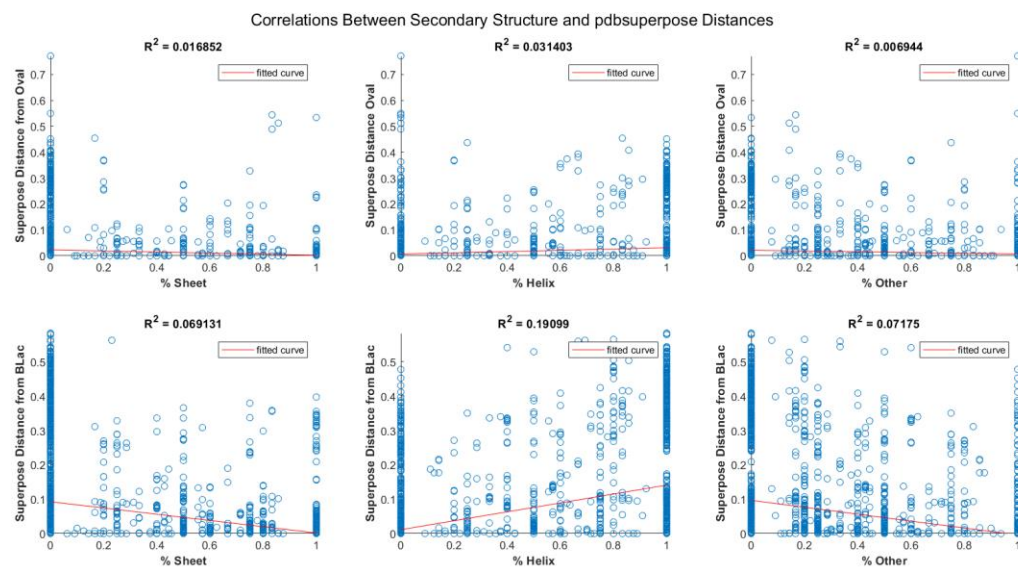 Correlations Between Secondary Structure and pdbsuperpose Distances
R² = 0.016852
Superpose Distance from Oval
0.7
0.6
0.5
0.4
0.3
0.2
0.1
0
fitted curve
0 0.2 0.4 0.6 0.8 1
% Sheet
R² = 0.031403
Superpose Distance Oval
0.7
0.6
0.5
0.4
0.3
0.2
0.1
0
fitted curve
0 0.2 0.4 0.6 0.8 1
% Helix
R² = 0.006944
Superpose Distance Oval
0.7
0.6
0.5
0.4
0.3
0.2
0.1
0
fitted curve
0 0.2 0.4 0.6 0.8 1
% Other
R² = 0.069131
Superpose Distance from BLac
0.5
0.4
0.3
0.2
0.1
0
fitted curve
0 0.2 0.4 0.6 0.8 1
% Sheet
R² = 0.19099
Superpose Distance from BLac
0.5
0.4
0.3
0.2
0.1
0
fitted curve
0 0.2 0.4 0.6 0.8 1
% Helix
R² = 0.07175
Superpose Distance from BLac
0.5
0.4
0.3
0.2
0.1
0
fitted curve
0 0.2 0.4 0.6 0.8 1
% Other